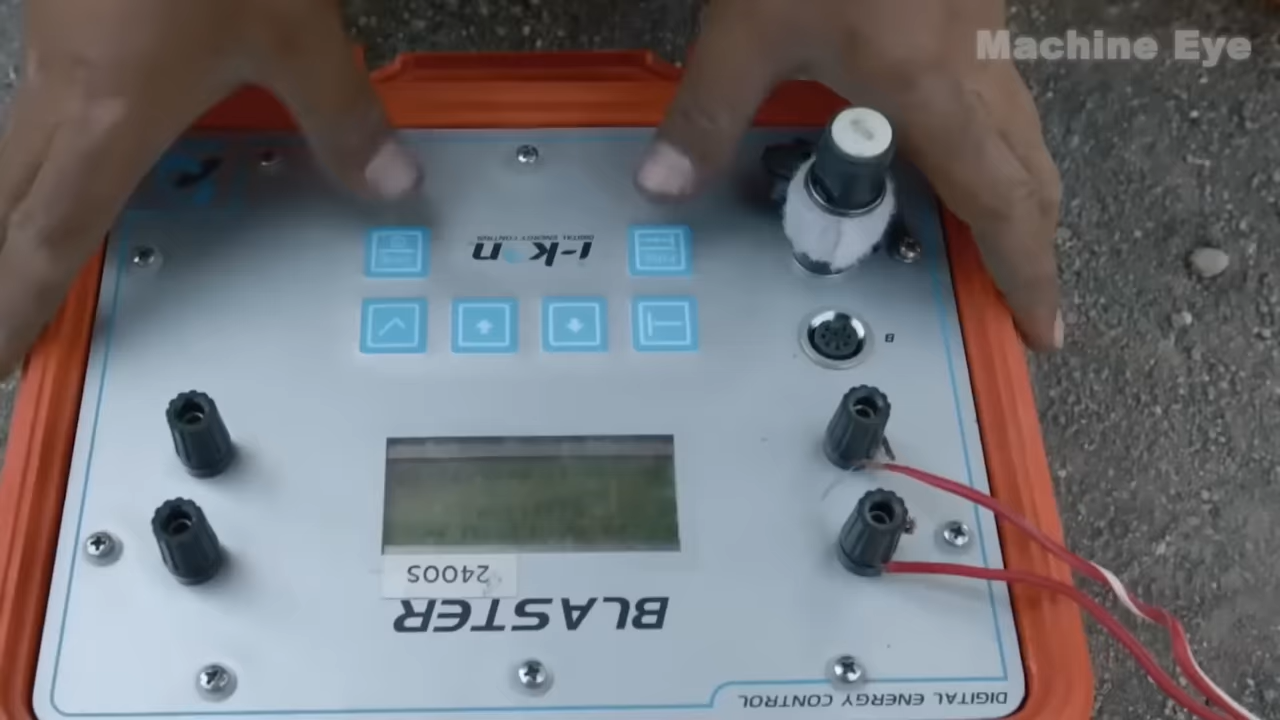 Machine Eye
DIGITAL ENERGY CONTROL
BLASTER
2400S
i-kon
DIGITAL ENERGY CONTROL
B